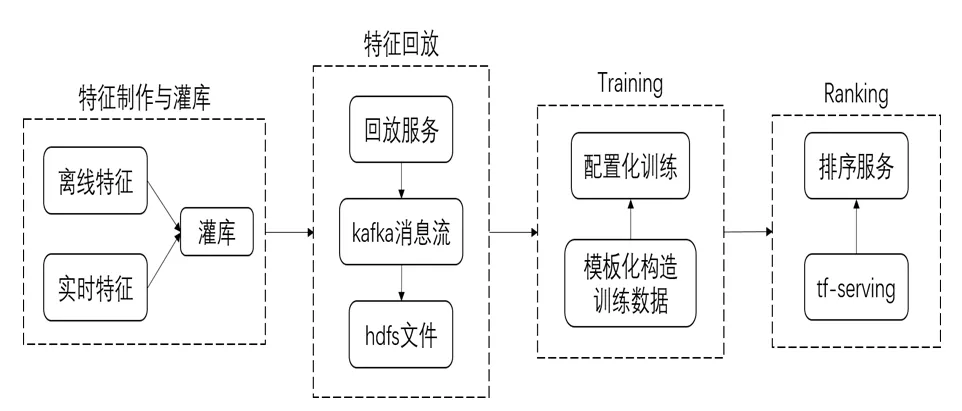 特征制作与灌库
离线特征
实时特征
灌库
特征回放
回放服务
kafka消息流
hdfs文件
Training
配置化训练
模板化构造
训练数据
Ranking
排序服务
tf-serving